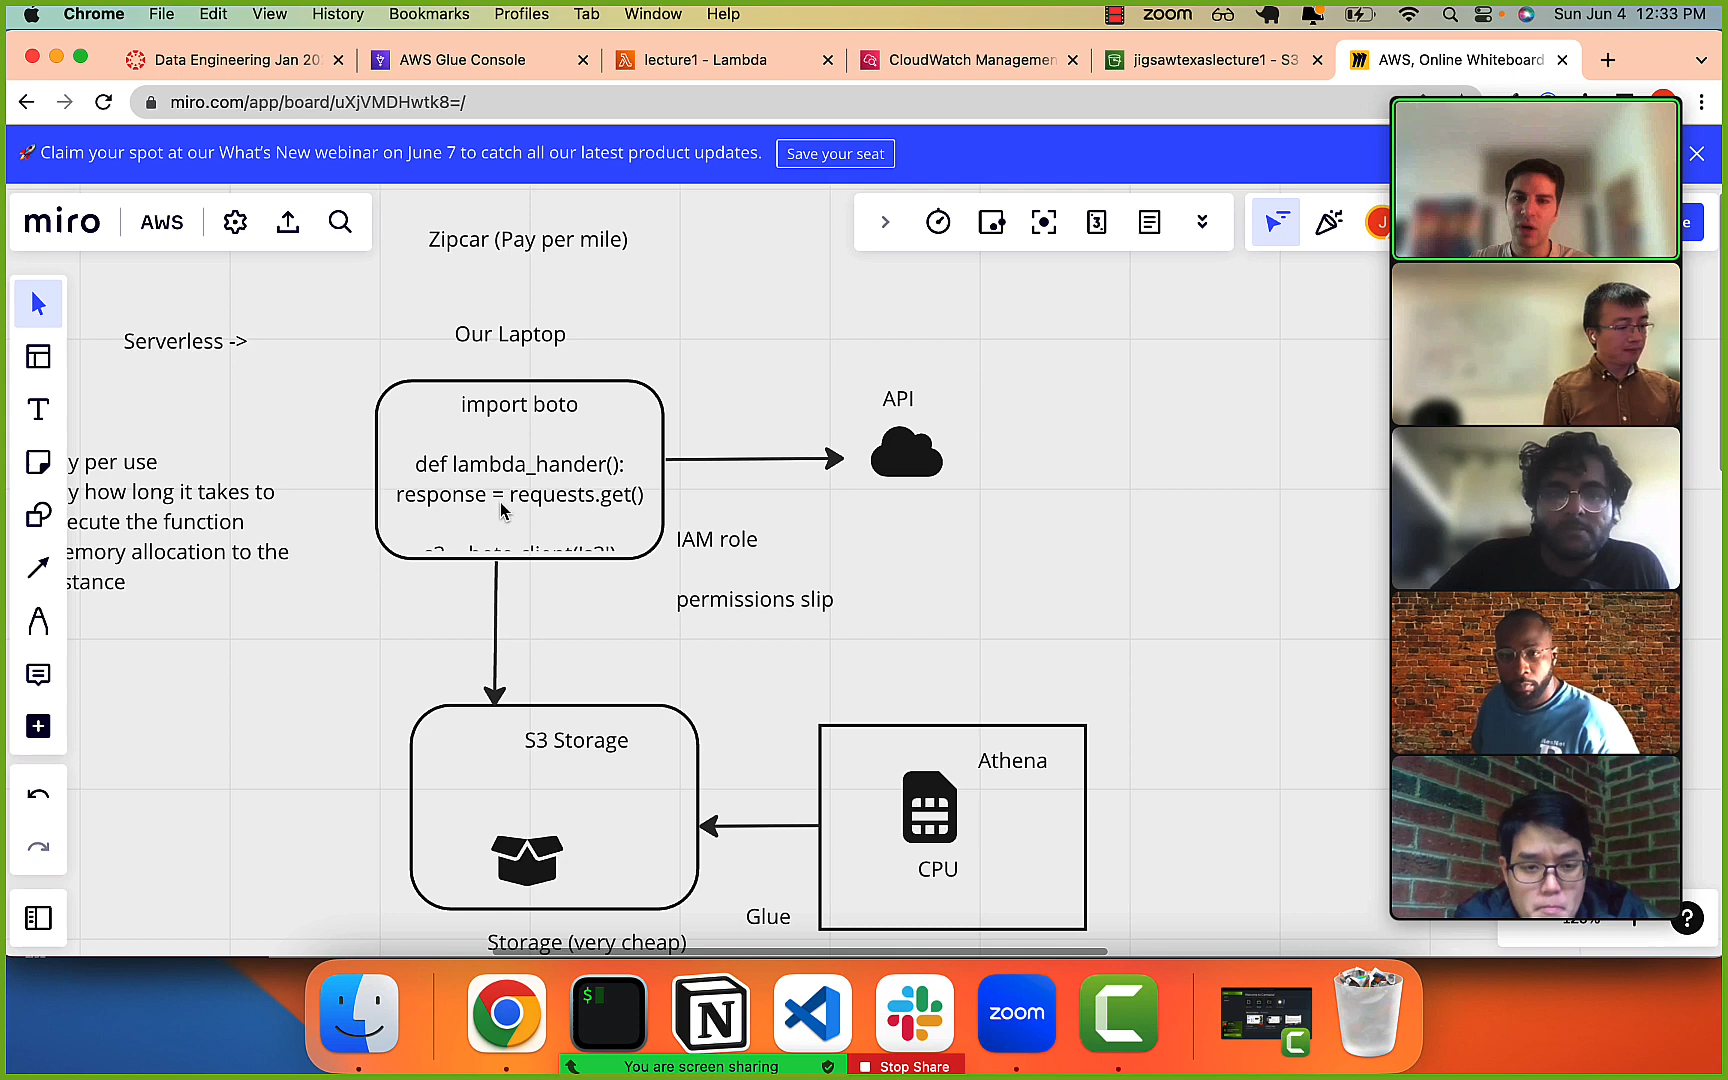 Chrome File Edit View History Bookmarks Profiles Tab Window Help
zoom
Sun Jun 4 12:33 PM
Data Engineering Jan 20
AWS Glue Console
lecture1 - Lambda
CloudWatch Managemen
jigsawtexaslecture1 - S3
AWS, Online Whiteboard
miro.com/app/board/uXjVMDHwtk8=/
Claim your spot at our What's New webinar on June 7 to catch all our latest product updates.
Save your seat
miro
AWS
3
J
e
Zipcar (Pay per mile)
Serverless ->
Our Laptop
import boto
def lambda_hander():
response = requests.get()
API
y per use
y how long it takes to
ecute the function
emory allocation to the
stance
IAM role
permissions slip
S3 Storage
Athena
CPU
Glue
Storage (very cheap)
?
$
N
zoom
C
C
You are screen sharing
Stop Share